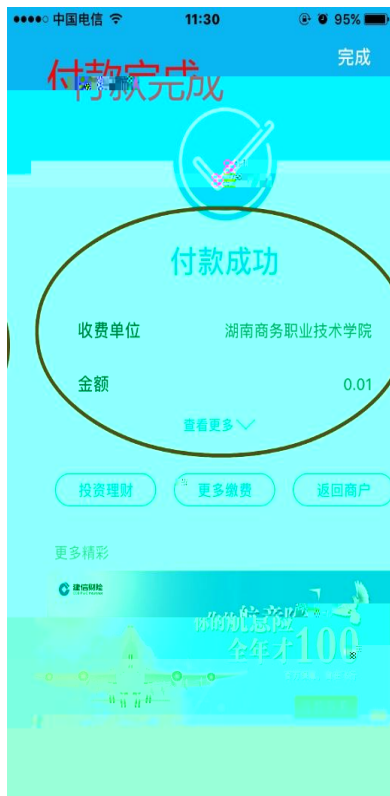 中国电信 11:30 95%
完成
付款完成
付款成功
收费单位 湖南商务职业技术学院
金额 0.01
查看更多
投资理财 更多缴费 返回商户
更多精彩
建信财险
你的航意险
全年才100